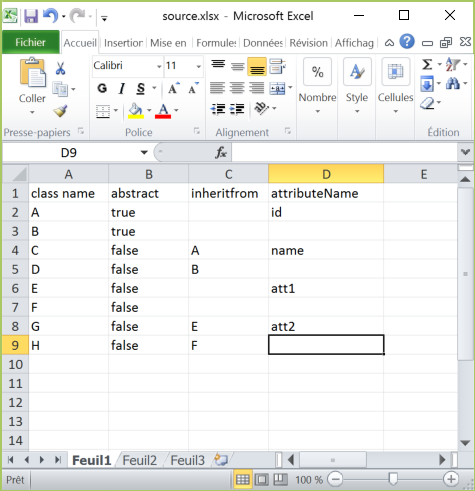 source.xlsx - Microsoft Excel
Fichier Accueil Insertion Mise en Formule: Données Révision Affichag
Calibri 11
Coller
G I S A A
% Nombre
Style
Cellules
Σ
Presse-papiers Police Alignement Édition
D9 fx
A B C D E
1 class name abstract inheritfrom attributeName
2 A true id
3 B true
4 C false A name
5 D false B
6 E false att1
7 F false
8 G false E att2
9 H false F
10
11
12
13
14
Feuil1 Feuil2 Feuil3
Prêt 100 %